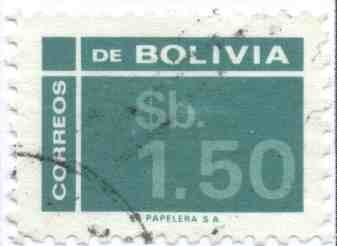 CORREOS
DE BOLIVIA
$b.
1.50
PAPELERA S A